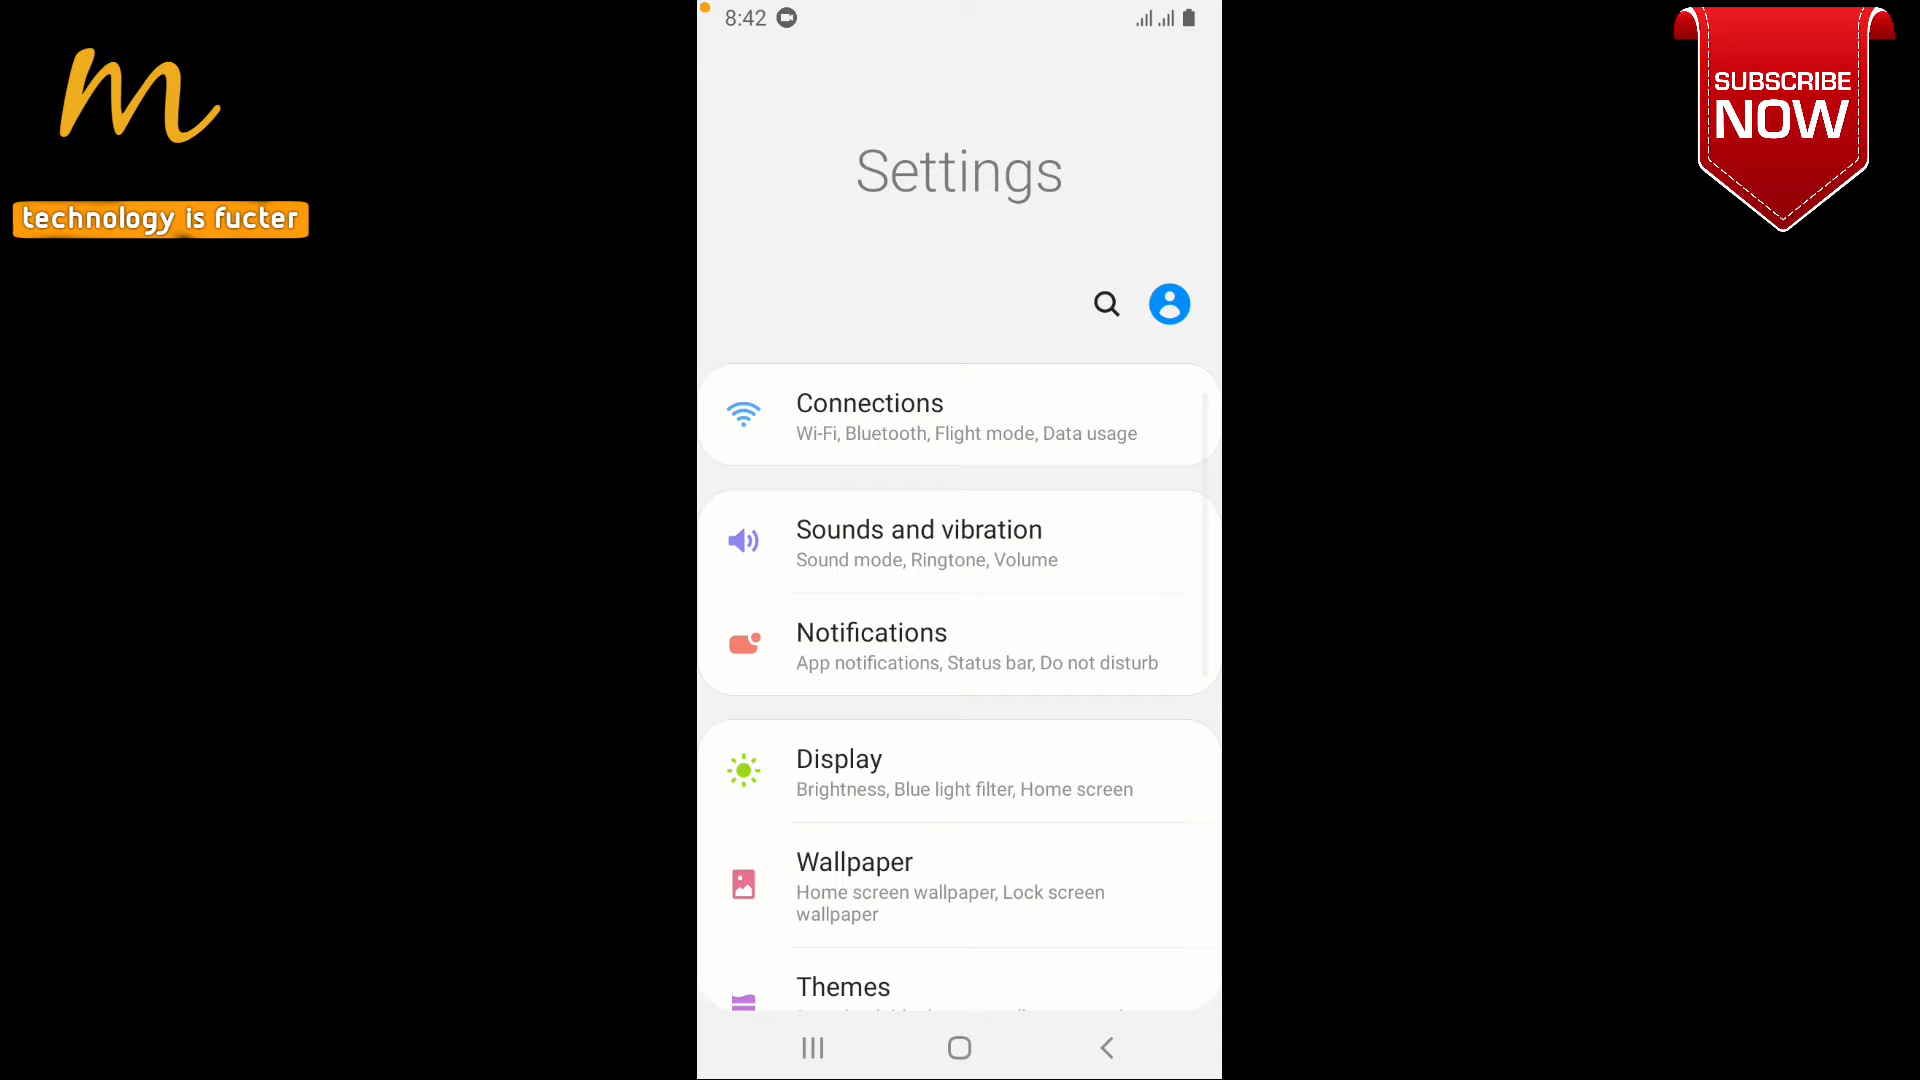 m
technology is fucter
8:42
SUBSCRIBE
NOW
Settings
Connections
Wi-Fi, Bluetooth, Flight mode, Data usage
Sounds and vibration
Sound mode, Ringtone, Volume
Notifications
App notifications, Status bar, Do not disturb
Display
Brightness, Blue light filter, Home screen
Wallpaper
Home screen wallpaper, Lock screen
wallpaper
Themes